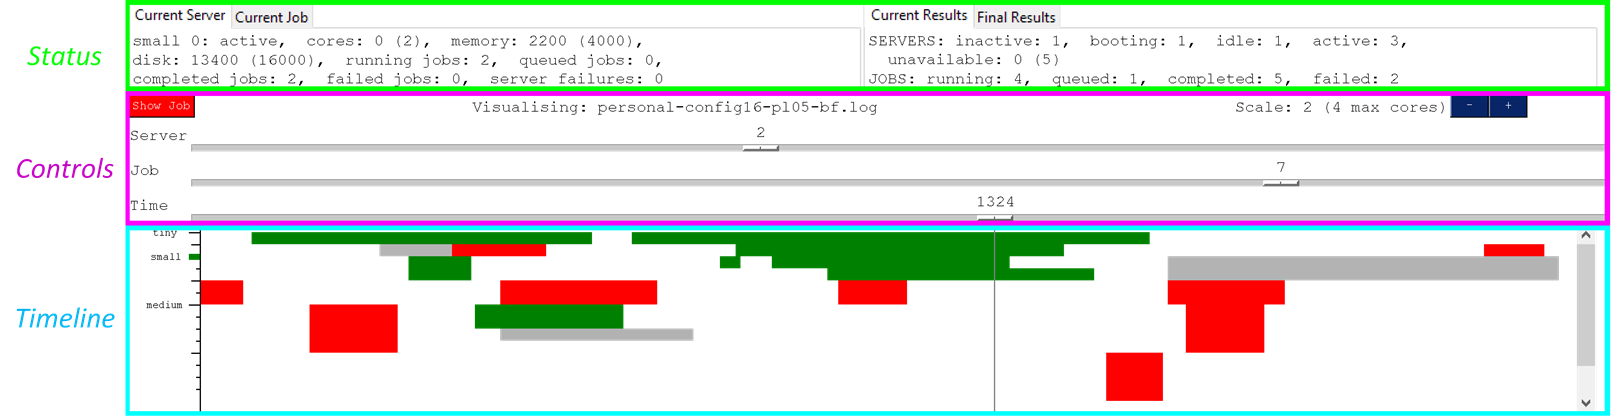 Status
Current Server Current Job
small 0: active, cores: 0 (2), memory: 2200 (4000),
disk: 13400 (16000), running jobs: 2, queued jobs: 0,
completed jobs: 2, failed jobs: 0, server failures: 0
Current Results Final Results
SERVERS: inactive: 1, booting: 1, idle: 1, active: 3,
unavailable: 0 (5)
JOBS: running: 4, queued: 1, completed: 5, failed: 2
Controls
Show Job Visualising: personal-config16-pl05-bf.log Scale: 2 (4 max cores) - +
Server 2
Job 7
Time 1324
Timeline
tiny
small
medium